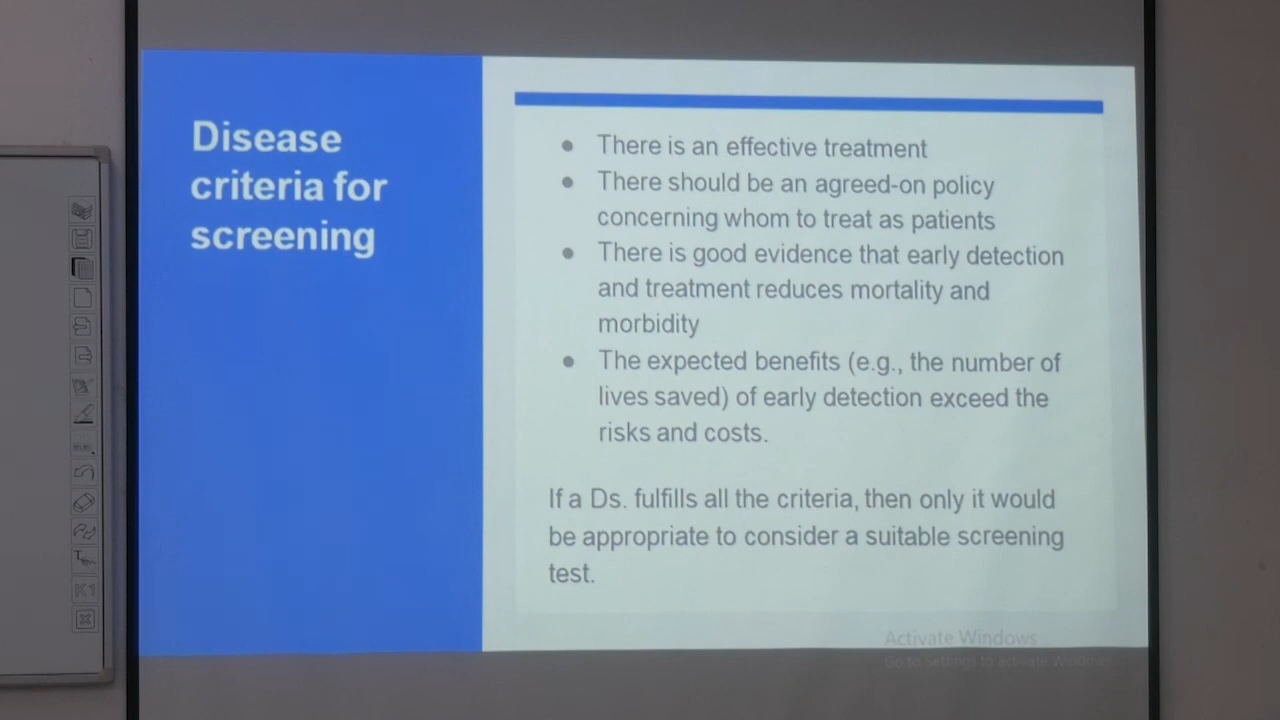 Disease
criteria for
screening
● There is an effective treatment
● There should be an agreed-on policy
concerning whom to treat as patients
● There is good evidence that early detection
and treatment reduces mortality and
morbidity
● The expected benefits (e.g., the number of
lives saved) of early detection exceed the
risks and costs.
If a Ds. fulfills all the criteria, then only it would
be appropriate to consider a suitable screening
test.
Activate Windows
Go to Settings to activate Windows.
K1